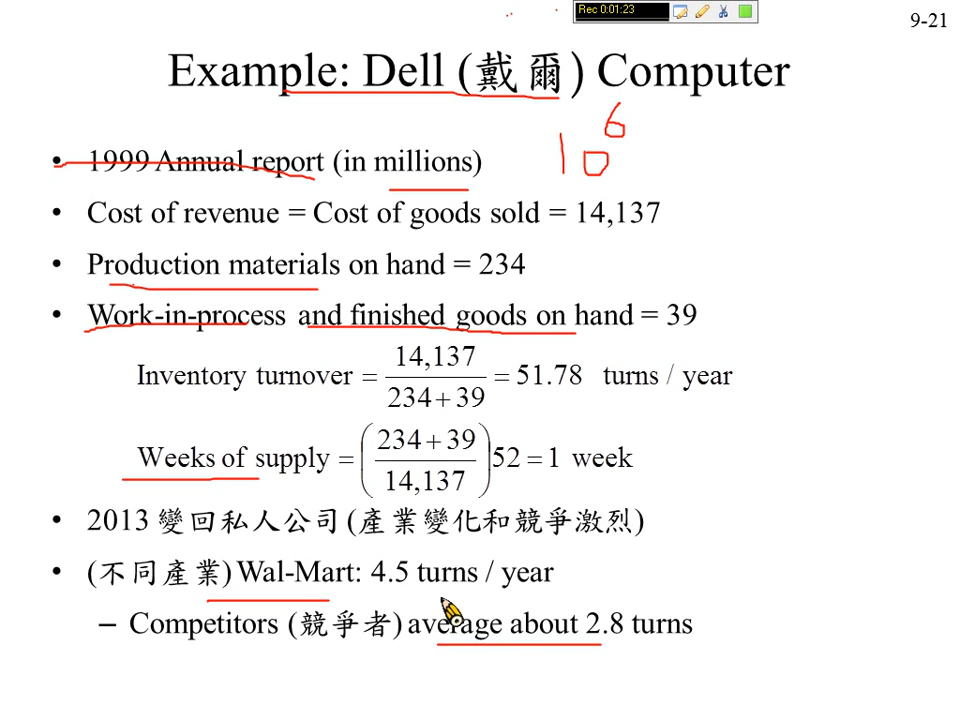 Rec 0:01:23
9-21
Example: Dell (戴爾) Computer
10^6
• 1999 Annual report (in millions)
• Cost of revenue = Cost of goods sold = 14,137
• Production materials on hand = 234
• Work-in-process and finished goods on hand = 39
Inventory turnover = 14,137 / (234 + 39) = 51.78 turns / year
Weeks of supply = ((234 + 39) / 14,137) 52 = 1 week
• 2013 變回私人公司 (產業變化和競爭激烈)
• (不同產業) Wal-Mart: 4.5 turns / year
– Competitors (競爭者) average about 2.8 turns